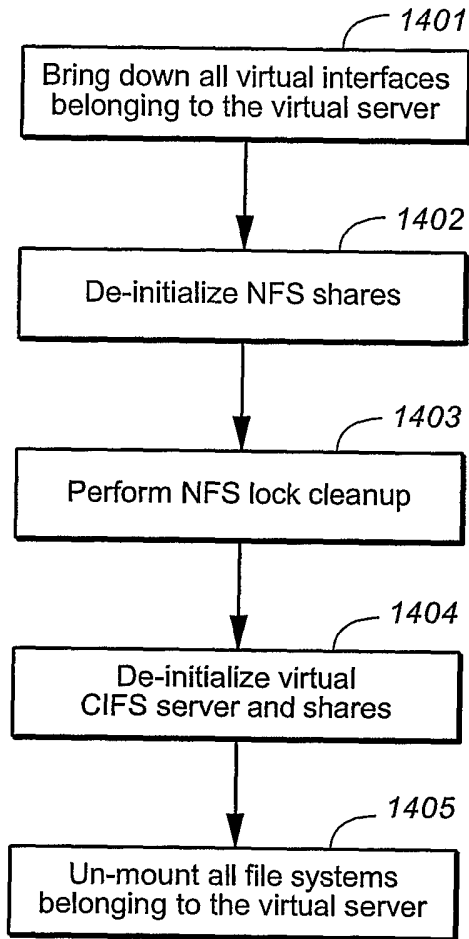 1401
Bring down all virtual interfaces
belonging to the virtual server
1402
De-initialize NFS shares
1403
Perform NFS lock cleanup
1404
De-initialize virtual
CIFS server and shares
1405
Un-mount all file systems
belonging to the virtual server